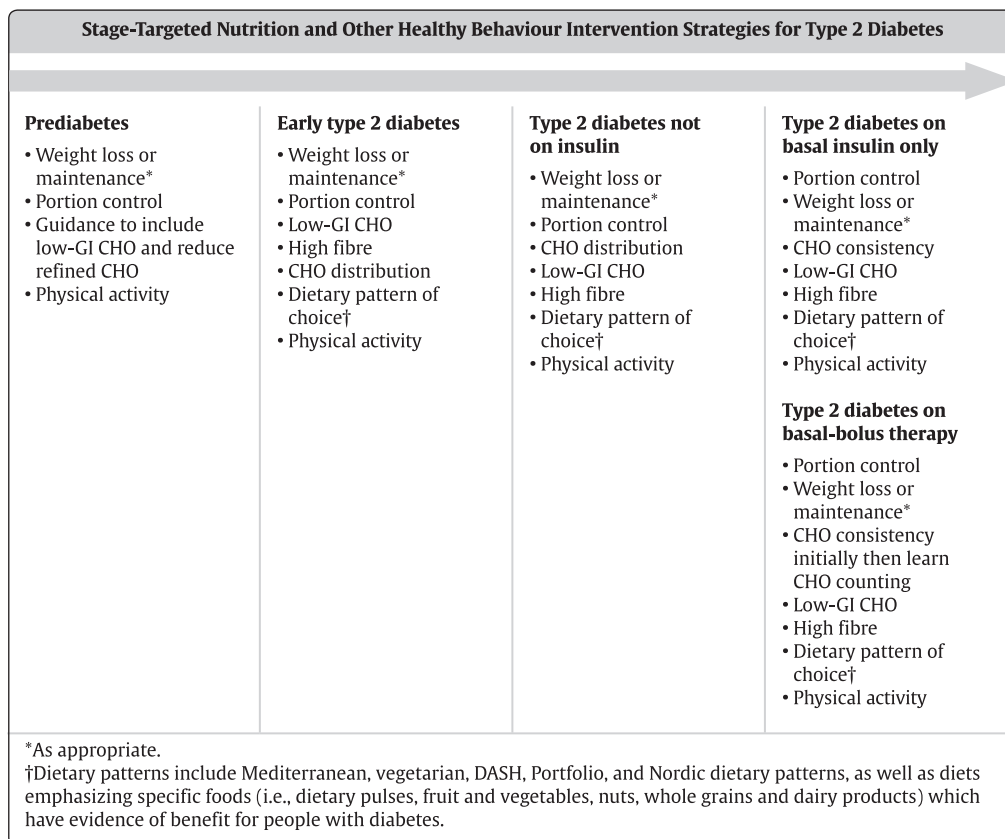 Stage-Targeted Nutrition and Other Healthy Behaviour Intervention Strategies for Type 2 Diabetes
Prediabetes
• Weight loss or
maintenance*
• Portion control
• Guidance to include
low-GI CHO and reduce
refined CHO
• Physical activity
Early type 2 diabetes
• Weight loss or
maintenance*
• Portion control
• Low-GI CHO
• High fibre
• CHO distribution
• Dietary pattern of
choice†
• Physical activity
Type 2 diabetes not
on insulin
• Weight loss or
maintenance*
• Portion control
• CHO distribution
• Low-GI CHO
• High fibre
• Dietary pattern of
choice†
• Physical activity
Type 2 diabetes on
basal insulin only
• Portion control
• Weight loss or
maintenance*
• CHO consistency
• Low-GI CHO
• High fibre
• Dietary pattern of
choice†
• Physical activity
Type 2 diabetes on
basal-bolus therapy
• Portion control
• Weight loss or
maintenance*
• CHO consistency
initially then learn
CHO counting
• Low-GI CHO
• High fibre
• Dietary pattern of
choice†
• Physical activity
*As appropriate.
†Dietary patterns include Mediterranean, vegetarian, DASH, Portfolio, and Nordic dietary patterns, as well as diets
emphasizing specific foods (i.e., dietary pulses, fruit and vegetables, nuts, whole grains and dairy products) which
have evidence of benefit for people with diabetes.